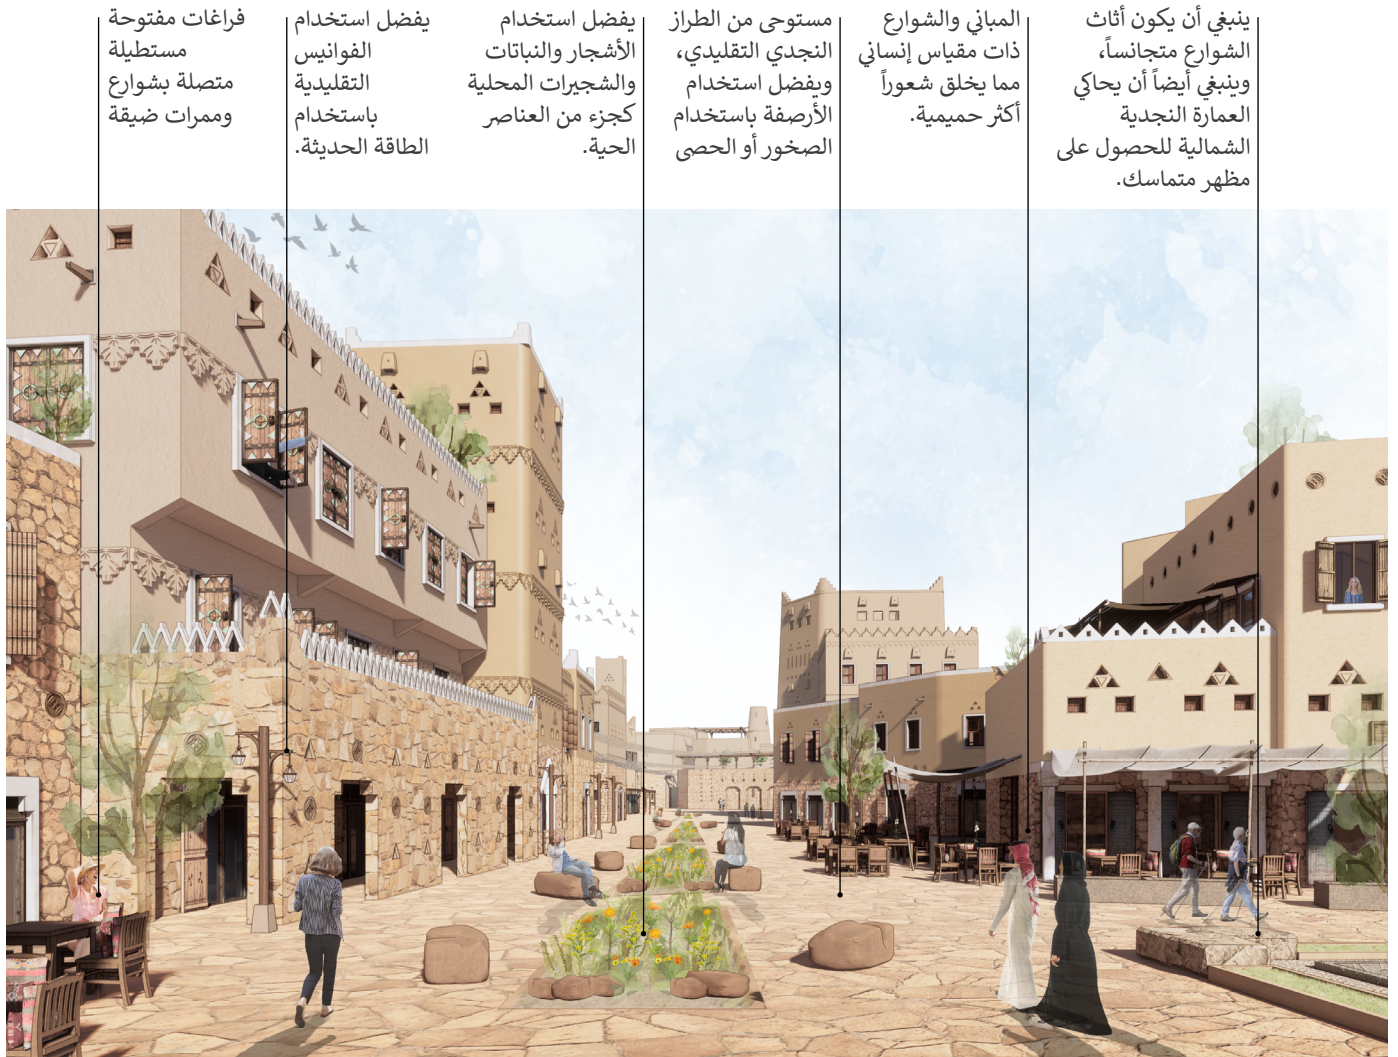 ينبغي أن يكون أثاث
الشوارع متجانساً،
وينبغي أيضاً أن يحاكي
العمارة النجدية
الشمالية للحصول على
مظهر متماسك.
المباني والشوارع
ذات مقياس إنساني
مما يخلق شعوراً
أكثر حميمية.
مستوحى من الطراز
النجدي التقليدي،
ويفضل استخدام
الأرصفة باستخدام
الصخور أو الحصى
يفضل استخدام
الأشجار والنباتات
والشجيرات المحلية
كجزء من العناصر
الحية.
يفضل استخدام
الفوانيس
التقليدية
باستخدام
الطاقة الحديثة.
فراغات مفتوحة
مستطيلة
متصلة بشوارع
وممرات ضيقة